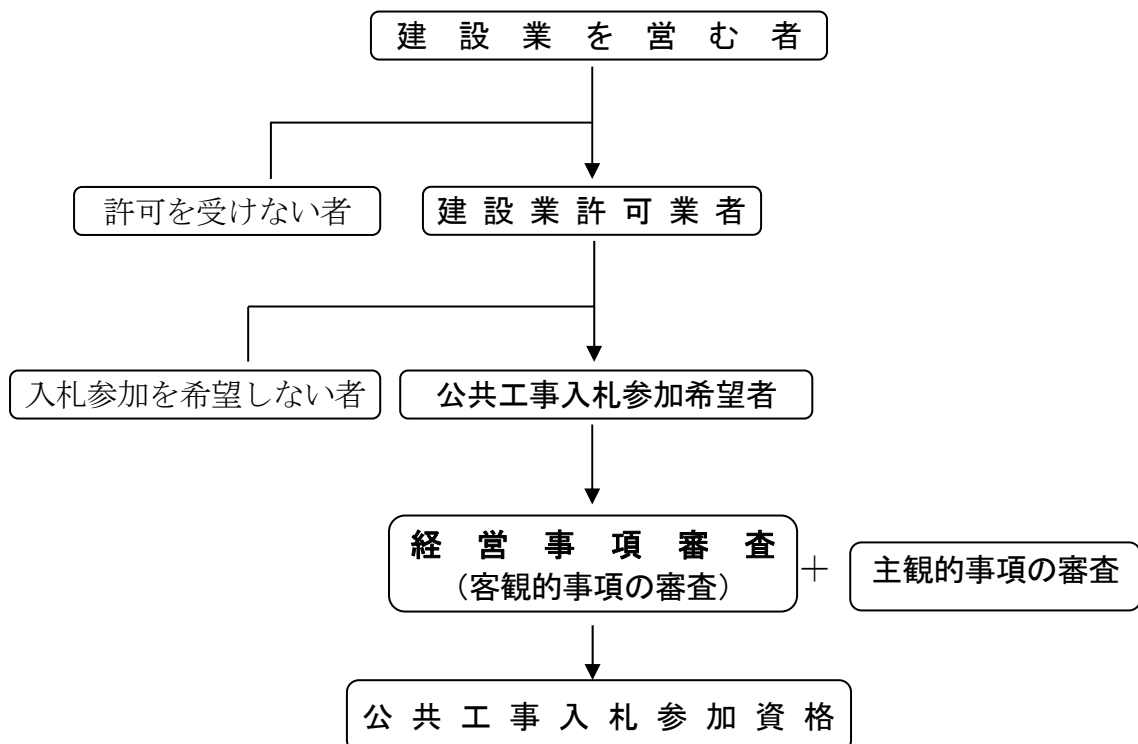 建設業を営む者
許可を受けない者
建設業許可業者
入札参加を希望しない者
公共工事入札参加希望者
経営事項審査
（客観的事項の審査）
＋
主観的事項の審査
公共工事入札参加資格